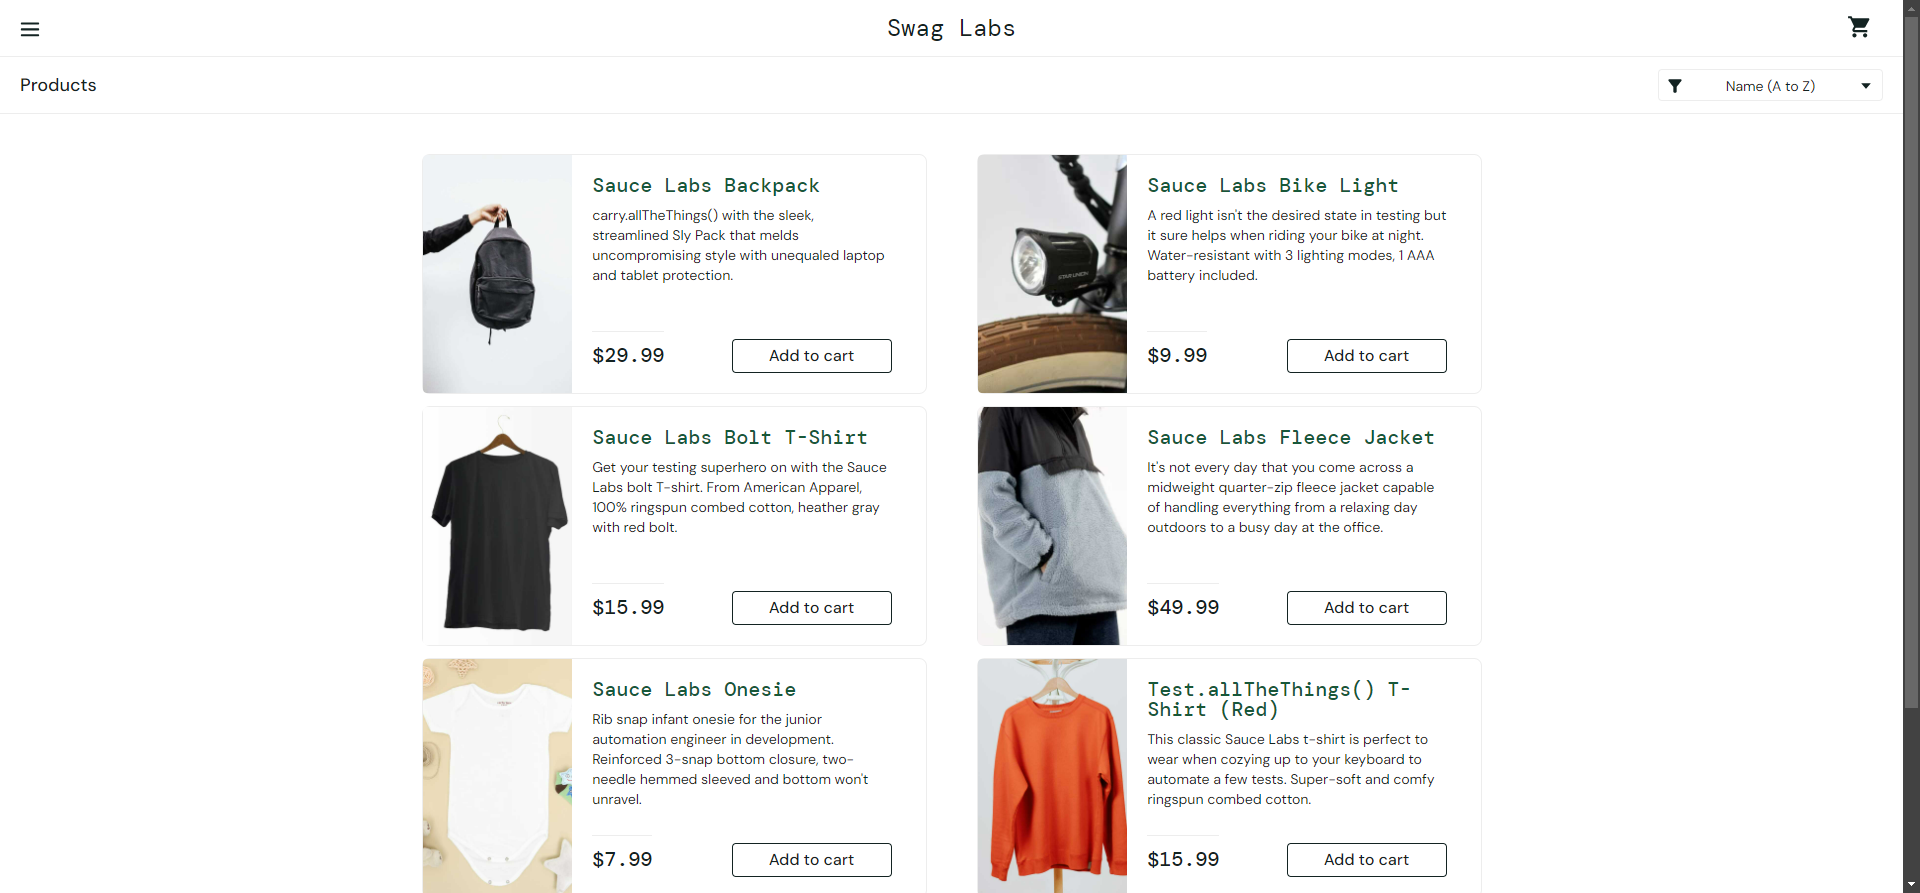 Swag Labs
Products
Name (A to Z)
Sauce Labs Backpack
carry.allTheThings() with the sleek,
streamlined Sly Pack that melds
uncompromising style with unequaled laptop
and tablet protection.
$29.99
Add to cart
Sauce Labs Bike Light
A red light isn't the desired state in testing but
it sure helps when riding your bike at night.
Water-resistant with 3 lighting modes, 1 AAA
battery included.
$9.99
Add to cart
STAR UNION
Sauce Labs Bolt T-Shirt
Get your testing superhero on with the Sauce
Labs bolt T-shirt. From American Apparel,
100% ringspun combed cotton, heather gray
with red bolt.
$15.99
Add to cart
Sauce Labs Fleece Jacket
It's not every day that you come across a
midweight quarter-zip fleece jacket capable
of handling everything from a relaxing day
outdoors to a busy day at the office.
$49.99
Add to cart
Sauce Labs Onesie
Rib snap infant onesie for the junior
automation engineer in development.
Reinforced 3-snap bottom closure, two-
needle hemmed sleeved and bottom won't
unravel.
$7.99
Add to cart
Test.allTheThings() T-
Shirt (Red)
This classic Sauce Labs t-shirt is perfect to
wear when cozying up to your keyboard to
automate a few tests. Super-soft and comfy
ringspun combed cotton.
$15.99
Add to cart